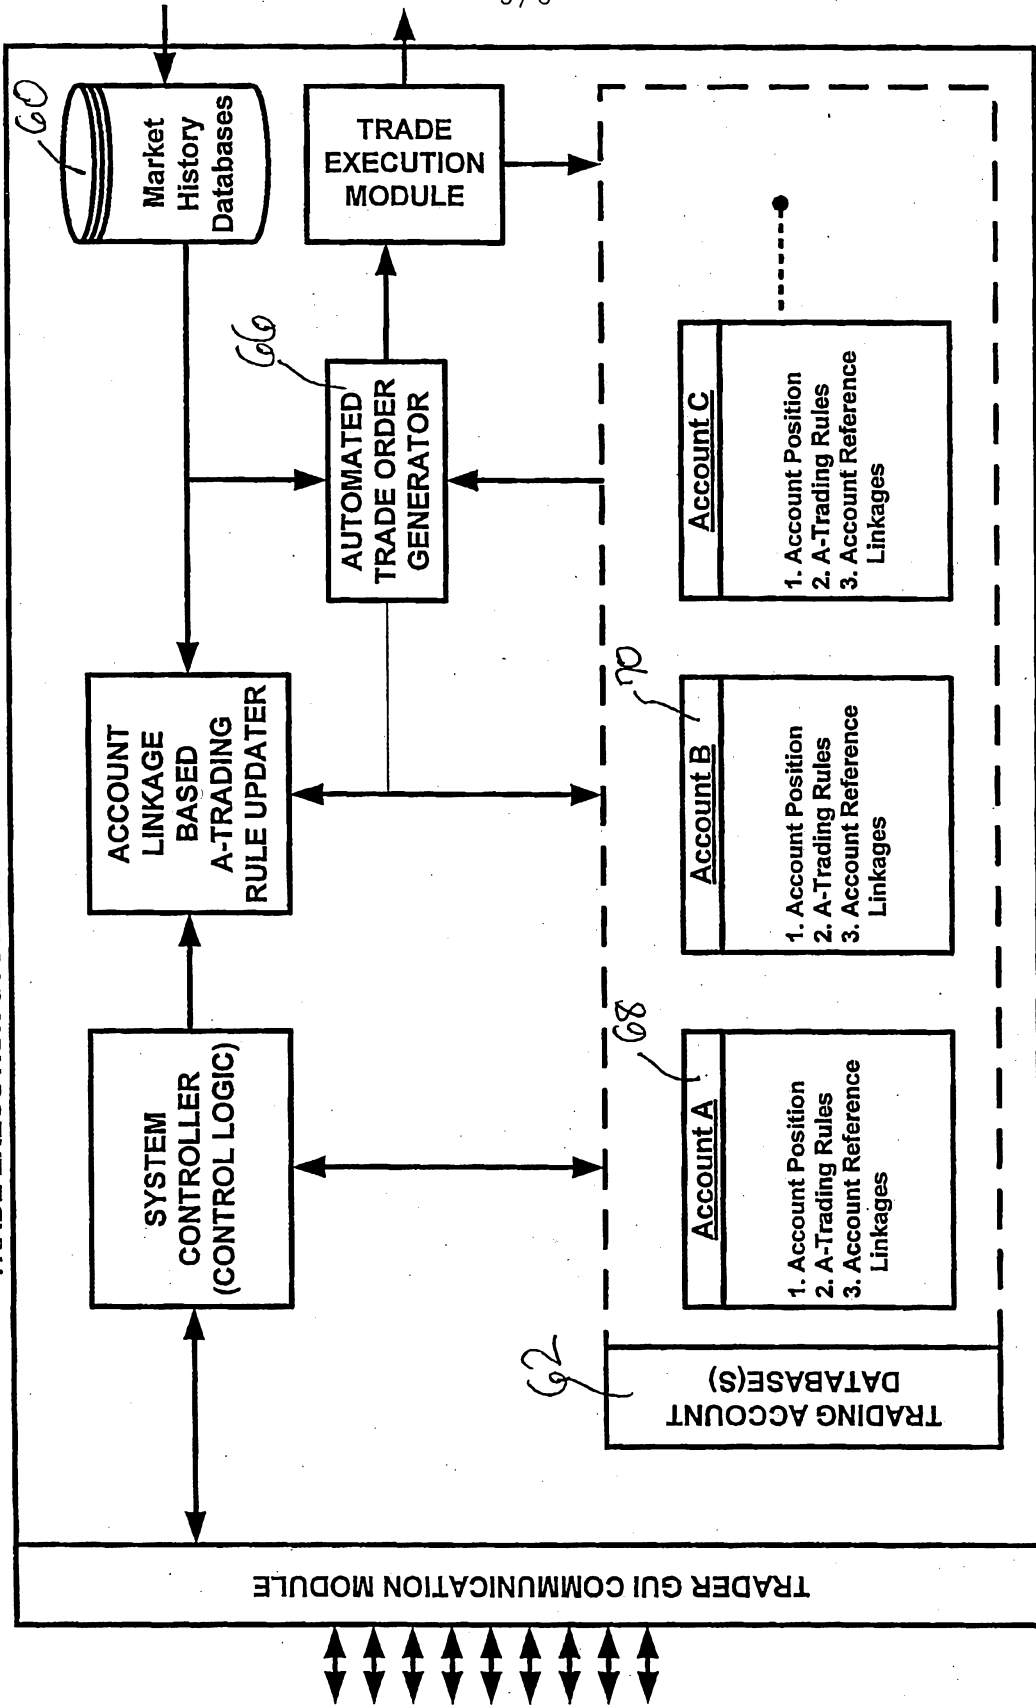 60
Market
History
Databases
TRADE
EXECUTION
MODULE
66
AUTOMATED
TRADE ORDER
GENERATOR
ACCOUNT
LINKAGE
BASED
A-TRADING
RULE UPDATER
SYSTEM
CONTROLLER
(CONTROL LOGIC)
Account C
1. Account Position
2. A-Trading Rules
3. Account Reference
Linkages
70
Account B
1. Account Position
2. A-Trading Rules
3. Account Reference
Linkages
68
Account A
1. Account Position
2. A-Trading Rules
3. Account Reference
Linkages
62
TRADING ACCOUNT
DATABASE(S)
TRADER GUI COMMUNICATION MODULE